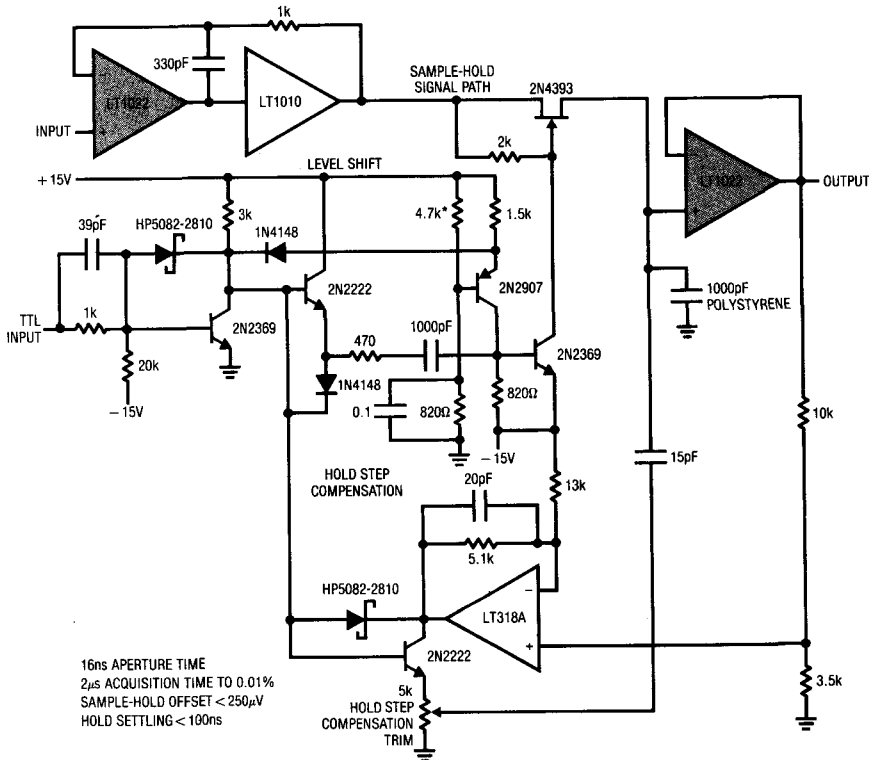 1k
330pF
LT1022
LT1010
INPUT
SAMPLE-HOLD
SIGNAL PATH
2N4393
LT1022
OUTPUT
2k
+15V
LEVEL SHIFT
3k
39pF
HP5082-2810
1N4148
4.7k*
1.5k
2N2222
2N2907
1000pF
POLYSTYRENE
TTL
INPUT
1k
2N2369
470
1000pF
2N2369
20k
-15V
1N4148
0.1
820Ω
820Ω
-15V
10k
15pF
HOLD STEP
COMPENSATION
20pF
13k
5.1k
HP5082-2810
LT318A
2N2222
16ns APERTURE TIME
2μs ACQUISITION TIME TO 0.01%
SAMPLE-HOLD OFFSET < 250μV
HOLD SETTLING < 100ns
5k
HOLD STEP
COMPENSATION
TRIM
3.5k